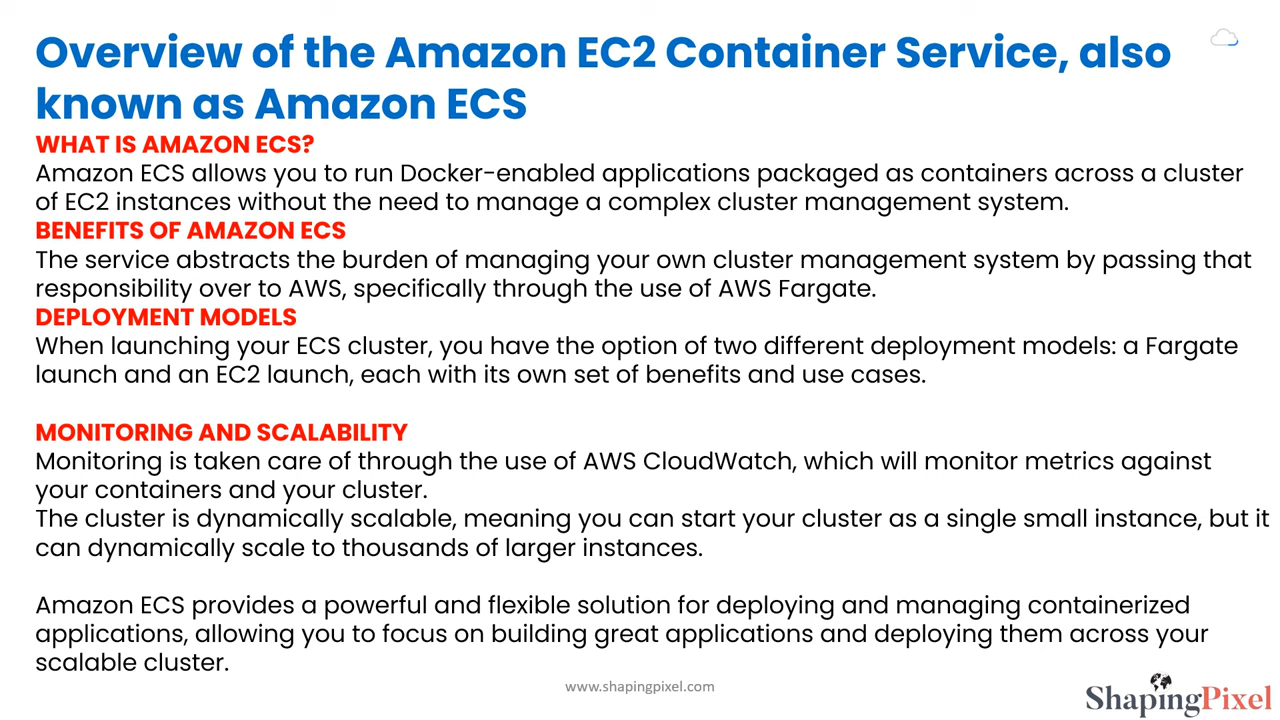 Overview of the Amazon EC2 Container Service, also
known as Amazon ECS
WHAT IS AMAZON ECS?
Amazon ECS allows you to run Docker-enabled applications packaged as containers across a cluster
of EC2 instances without the need to manage a complex cluster management system.
BENEFITS OF AMAZON ECS
The service abstracts the burden of managing your own cluster management system by passing that
responsibility over to AWS, specifically through the use of AWS Fargate.
DEPLOYMENT MODELS
When launching your ECS cluster, you have the option of two different deployment models: a Fargate
launch and an EC2 launch, each with its own set of benefits and use cases.
MONITORING AND SCALABILITY
Monitoring is taken care of through the use of AWS CloudWatch, which will monitor metrics against
your containers and your cluster.
The cluster is dynamically scalable, meaning you can start your cluster as a single small instance, but it
can dynamically scale to thousands of larger instances.
Amazon ECS provides a powerful and flexible solution for deploying and managing containerized
applications, allowing you to focus on building great applications and deploying them across your
scalable cluster.
www.shapingpixel.com
ShapingPixel